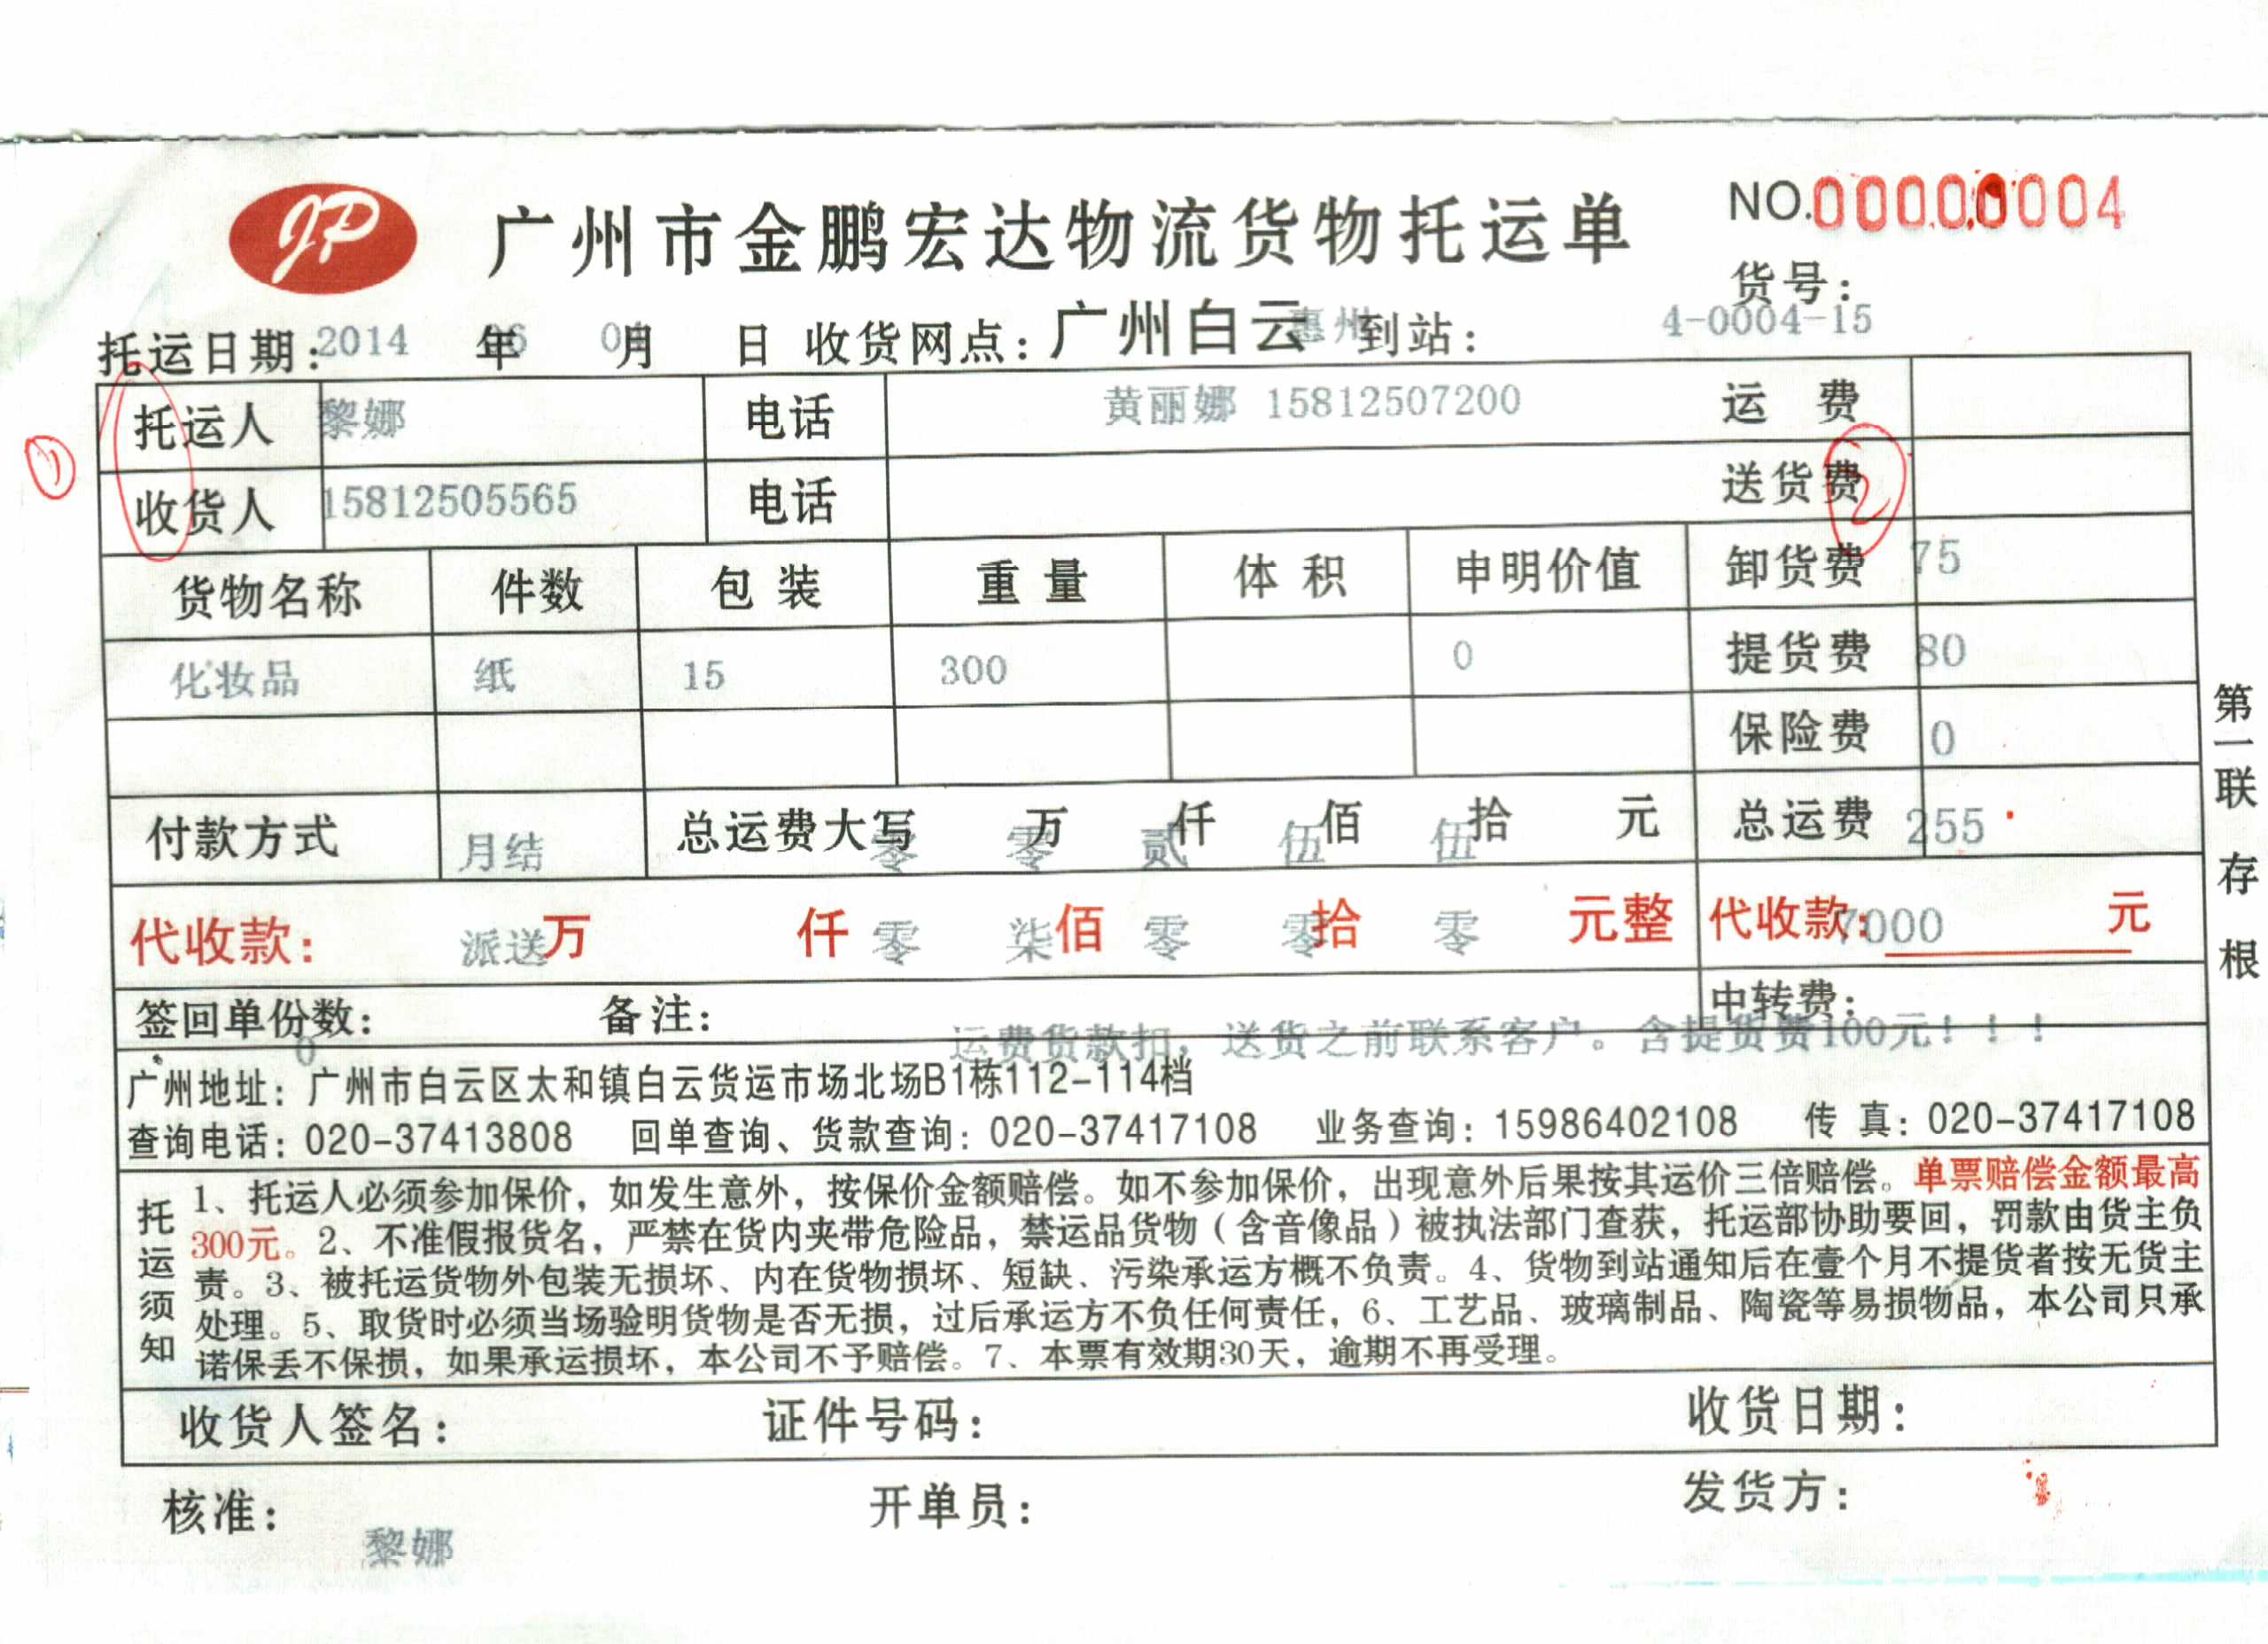 JP 广州市金鹏宏达物流货物托运单 NO.00000004
货号：
托运日期：2014 年06 04月 日 收货网点：广州白云 惠州 到站： 4-0004-15
托运人 黎娜 电话 黄丽娜 15812507200 运 费
收货人 15812505565 电话 送货费
① ②
货物名称 件数 包 装 重 量 体 积 申明价值 卸货费 75
化妆品 纸 15 300 0 提货费 80
保险费 0
付款方式 月结 总运费大写 零 零 万 贰 仟 伍 佰 伍 拾 元 总运费 255
代收款： 派送 万 仟 零 柒 佰 零 零 拾 零 元整 代收款：7000 元
签回单份数： 0 备注： 中转费：
运费货款扣，送货之前联系客户。含提货费100元！！！
广州地址：广州市白云区太和镇白云货运市场北场B1栋112-114档
查询电话：020-37413808 回单查询、货款查询：020-37417108 业务查询：15986402108 传 真：020-37417108
托运须知
1、托运人必须参加保价，如发生意外，按保价金额赔偿。如不参加保价，出现意外后果按其运价三倍赔偿。单票赔偿金额最高
300元。2、不准假报货名，严禁在货内夹带危险品，禁运品货物（含音像品）被执法部门查获，托运部协助要回，罚款由货主负
责。3、被托运货物外包装无损坏、内在货物损坏、短缺、污染承运方概不负责。4、货物到站通知后在壹个月不提货者按无货主
处理。5、取货时必须当场验明货物是否无损，过后承运方不负任何责任，6、工艺品、玻璃制品、陶瓷等易损物品，本公司只承
诺保丢不保损，如果承运损坏，本公司不予赔偿。7、本票有效期30天，逾期不再受理。
收货人签名： 证件号码： 收货日期：
核准： 开单员： 发货方：
黎娜
第一联 存根